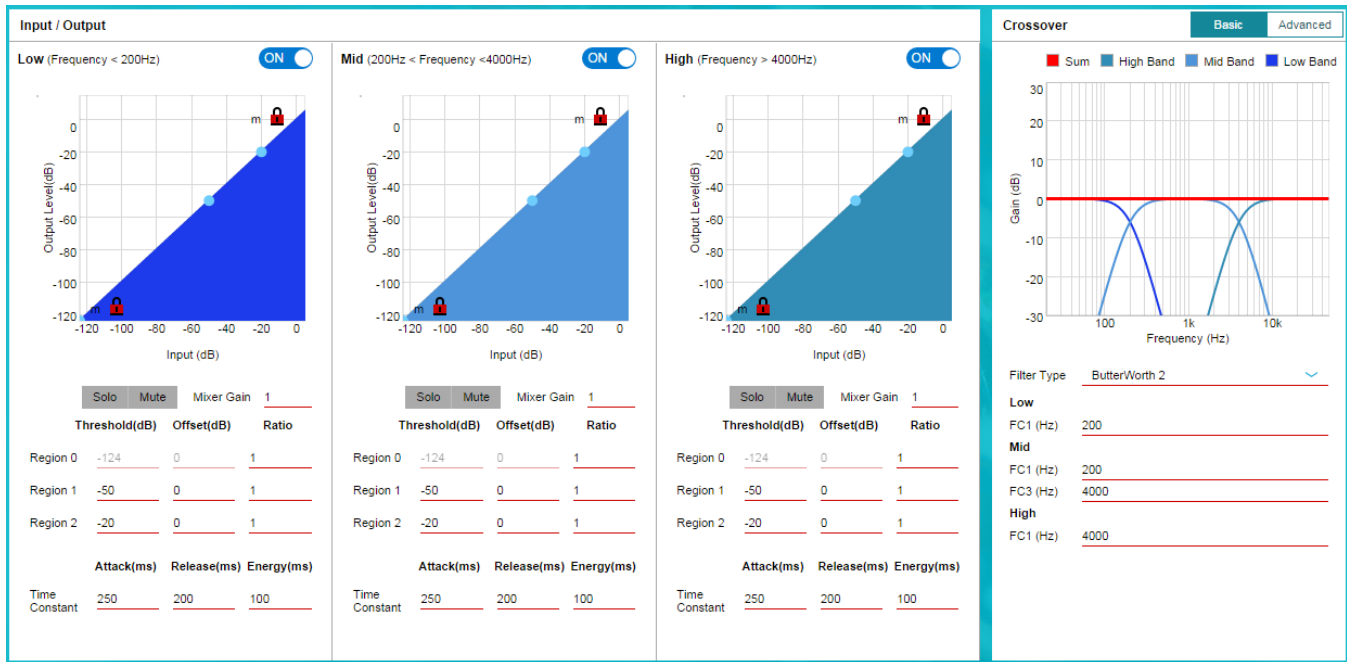 Input / Output
Low (Frequency < 200Hz)
ON
0
-20
-40
-60
-80
-100
-120
Output Level(dB)
m
m
-120 -100 -80 -60 -40 -20 0
Input (dB)
Solo Mute Mixer Gain 1
Threshold(dB) Offset(dB) Ratio
Region 0 -124 0 1
Region 1 -50 0 1
Region 2 -20 0 1
Attack(ms) Release(ms) Energy(ms)
Time
Constant
250 200 100
Mid (200Hz < Frequency <4000Hz)
ON
0
-20
-40
-60
-80
-100
-120
Output Level(dB)
m
m
-120 -100 -80 -60 -40 -20 0
Input (dB)
Solo Mute Mixer Gain 1
Threshold(dB) Offset(dB) Ratio
Region 0 -124 0 1
Region 1 -50 0 1
Region 2 -20 0 1
Attack(ms) Release(ms) Energy(ms)
Time
Constant
250 200 100
High (Frequency > 4000Hz)
ON
0
-20
-40
-60
-80
-100
-120
Output Level(dB)
m
m
-120 -100 -80 -60 -40 -20 0
Input (dB)
Solo Mute Mixer Gain 1
Threshold(dB) Offset(dB) Ratio
Region 0 -124 0 1
Region 1 -50 0 1
Region 2 -20 0 1
Attack(ms) Release(ms) Energy(ms)
Time
Constant
250 200 100
Crossover Basic Advanced
Sum High Band Mid Band Low Band
30
20
10
0
-10
-20
-30
Gain (dB)
100 1k 10k
Frequency (Hz)
Filter Type ButterWorth 2
Low
FC1 (Hz) 200
Mid
FC1 (Hz) 200
FC3 (Hz) 4000
High
FC1 (Hz) 4000